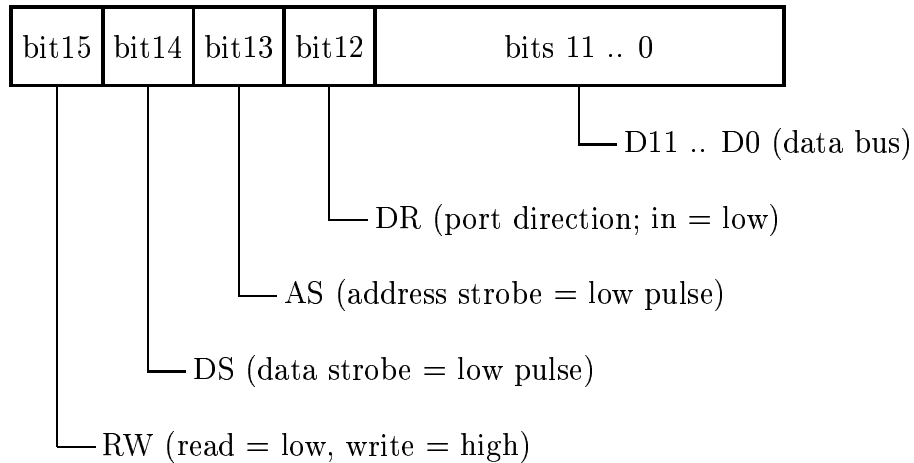 bit15 bit14 bit13 bit12 bits 11 .. 0
D11 .. D0 (data bus)
DR (port direction; in = low)
AS (address strobe = low pulse)
DS (data strobe = low pulse)
RW (read = low, write = high)